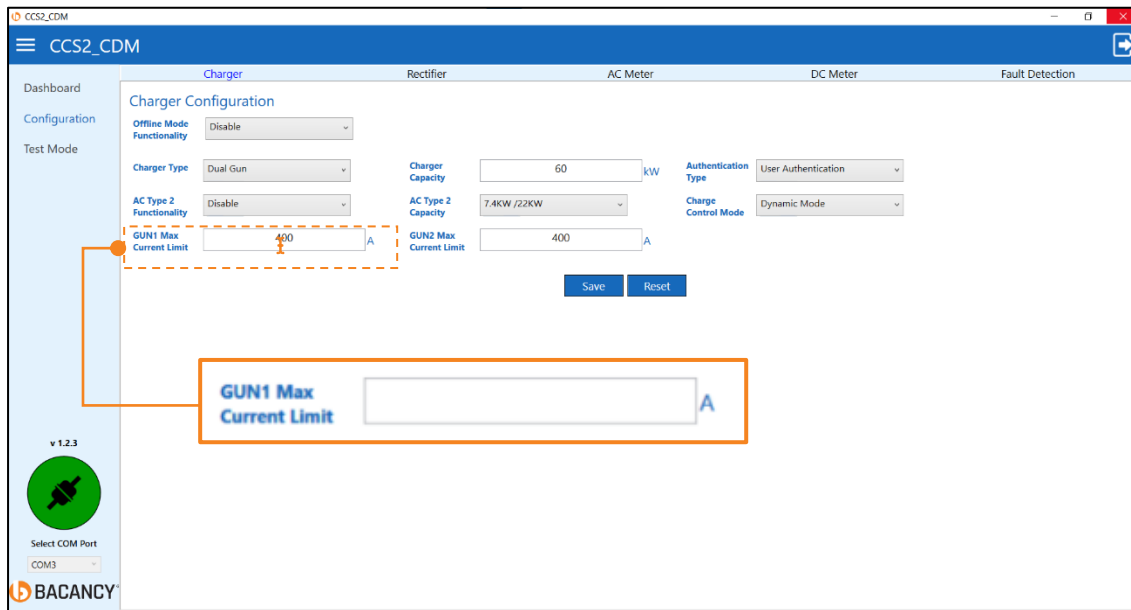 CCS2_CDM
CCS2_CDM
Charger Rectifier AC Meter DC Meter Fault Detection
Dashboard
Configuration
Test Mode
Charger Configuration
Offline Mode
Functionality
Disable
Charger Type
Dual Gun
Charger
Capacity
60
kW
Authentication
Type
User Authentication
AC Type 2
Functionality
Disable
AC Type 2
Capacity
7.4KW /22KW
Charge
Control Mode
Dynamic Mode
GUN1 Max
Current Limit
400
A
GUN2 Max
Current Limit
400
A
Save Reset
GUN1 Max
Current Limit
A
v 1.2.3
Select COM Port
COM3
BACANCY